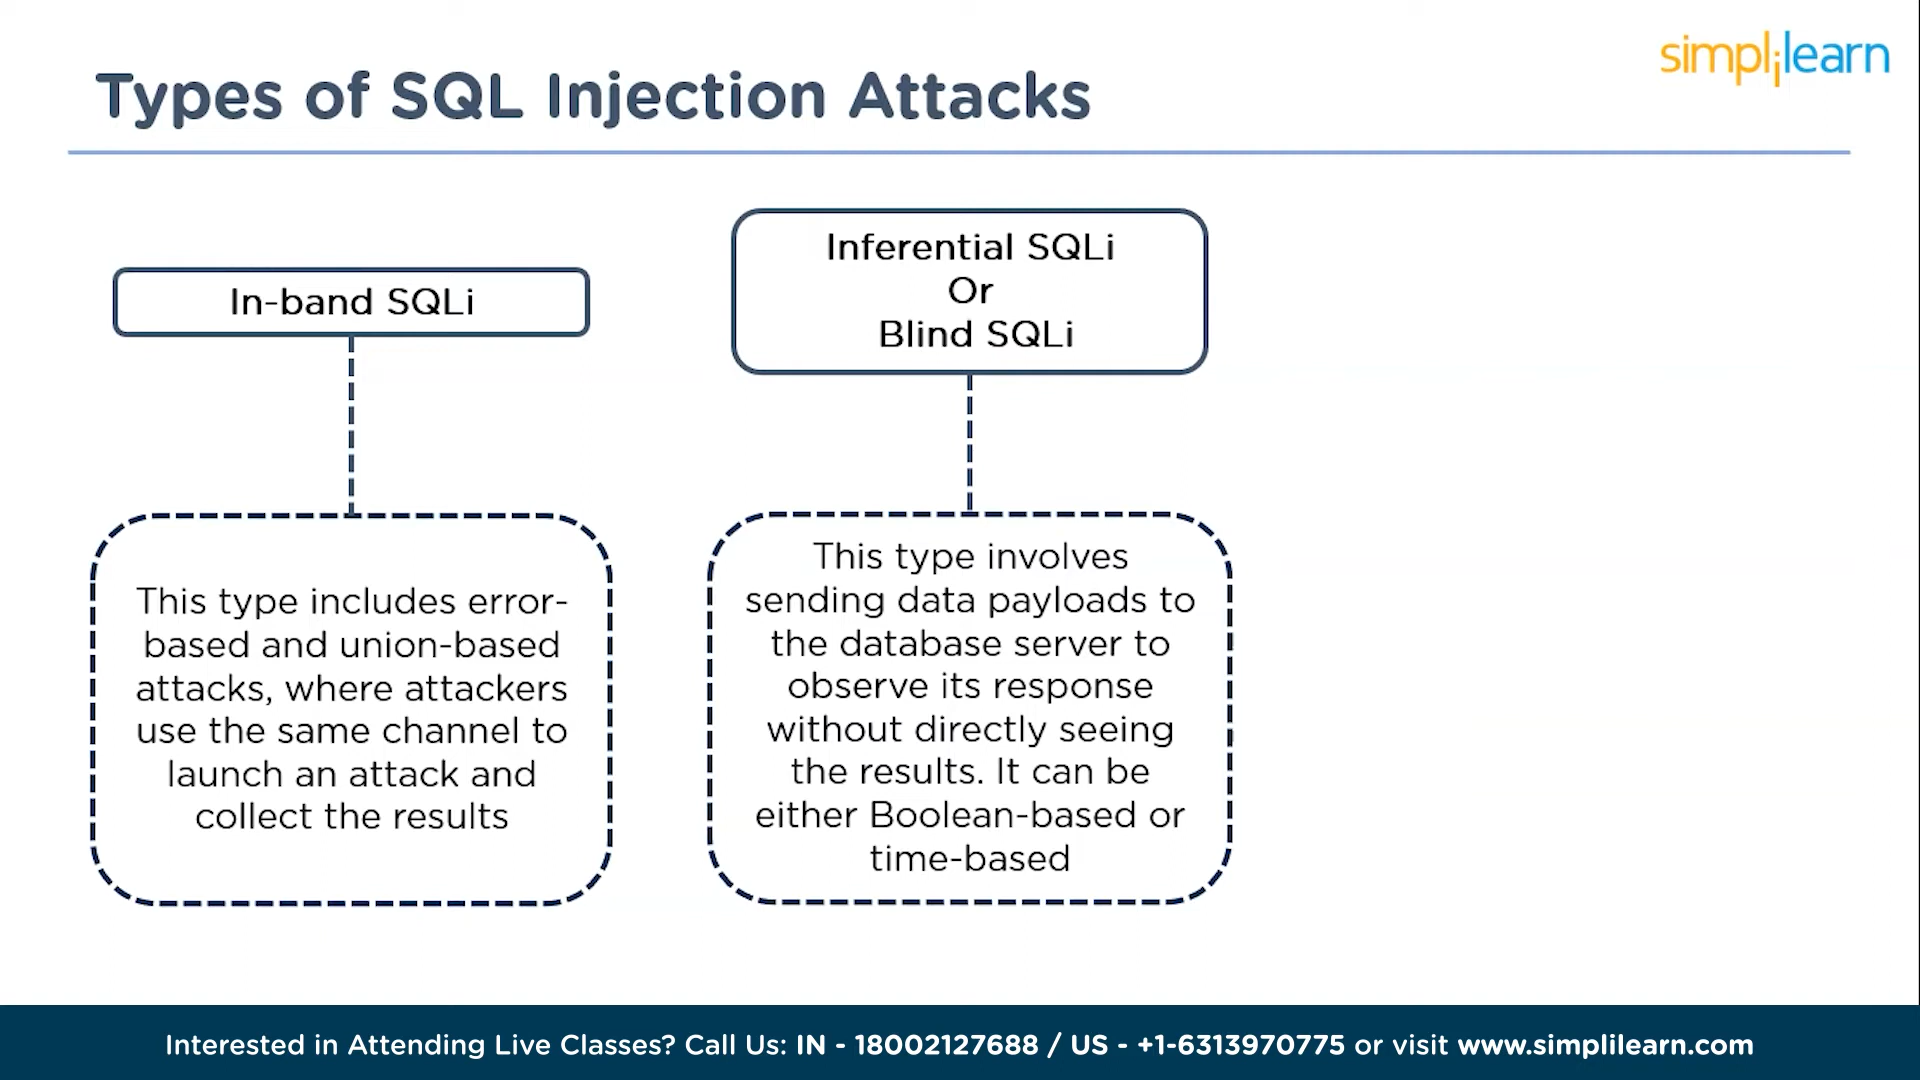 simplilearn
Types of SQL Injection Attacks
In-band SQLi
This type includes error-
based and union-based
attacks, where attackers
use the same channel to
launch an attack and
collect the results
Inferential SQLi
Or
Blind SQLi
This type involves
sending data payloads to
the database server to
observe its response
without directly seeing
the results. It can be
either Boolean-based or
time-based
Interested in Attending Live Classes? Call Us: IN - 18002127688 / US - +1-6313970775 or visit www.simplilearn.com